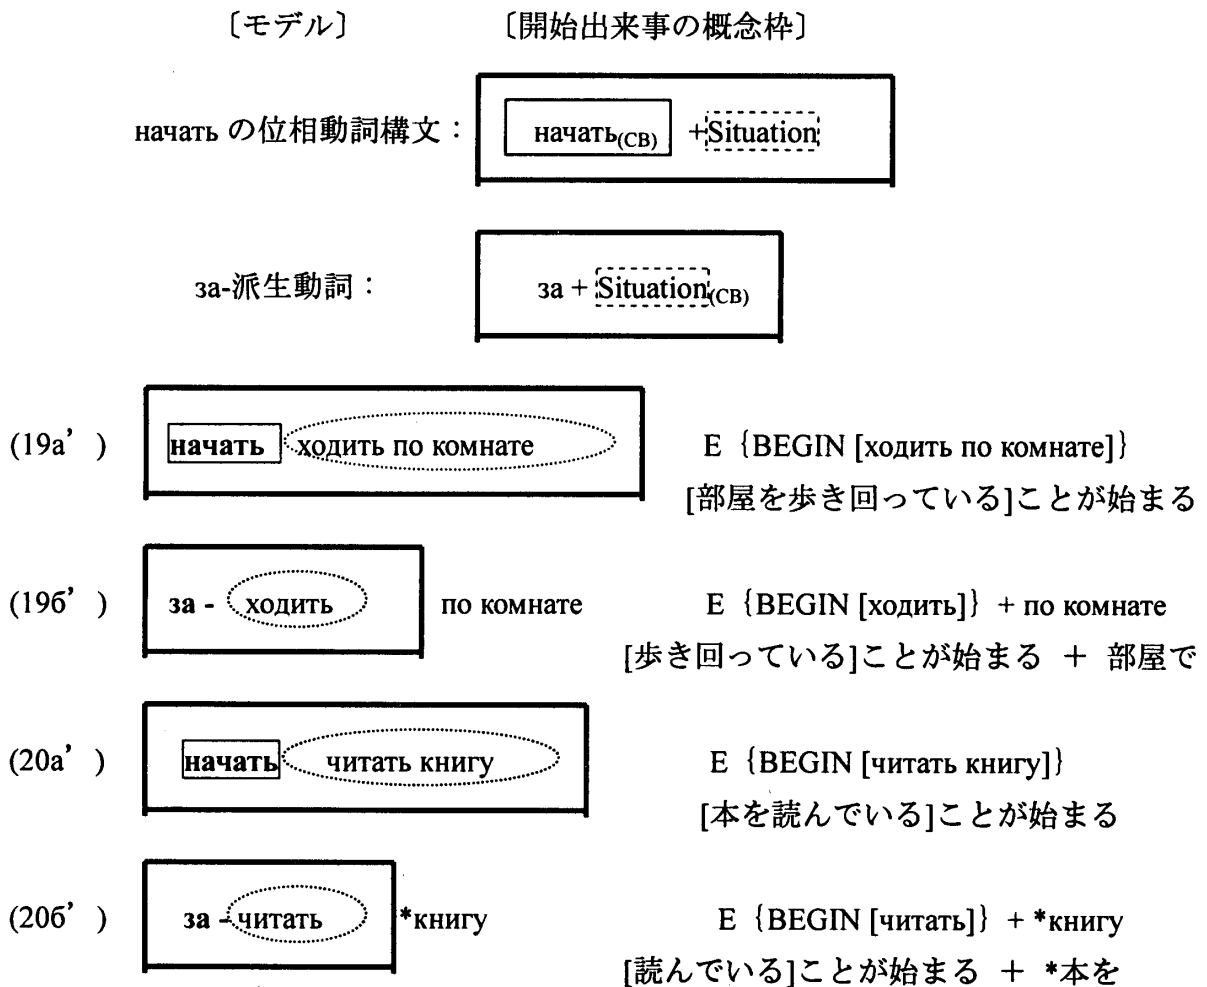 〔モデル〕 〔開始出来事の概念枠〕
начать の位相動詞構文： начать(СВ) +Situation
за-派生動詞： за + Situation(СВ)
(19а’ ) начать ходить по комнате E｛BEGIN [ходить по комнате]｝
[部屋を歩き回っている]ことが始まる
(19б’ ) за - ходить по комнате E｛BEGIN [ходить]｝+ по комнате
[歩き回っている]ことが始まる ＋ 部屋で
(20а’ ) начать читать книгу E｛BEGIN [читать книгу]｝
[本を読んでいる]ことが始まる
(20б’ ) за - читать *книгу E｛BEGIN [читать]｝+ *книгу
[読んでいる]ことが始まる ＋ *本を